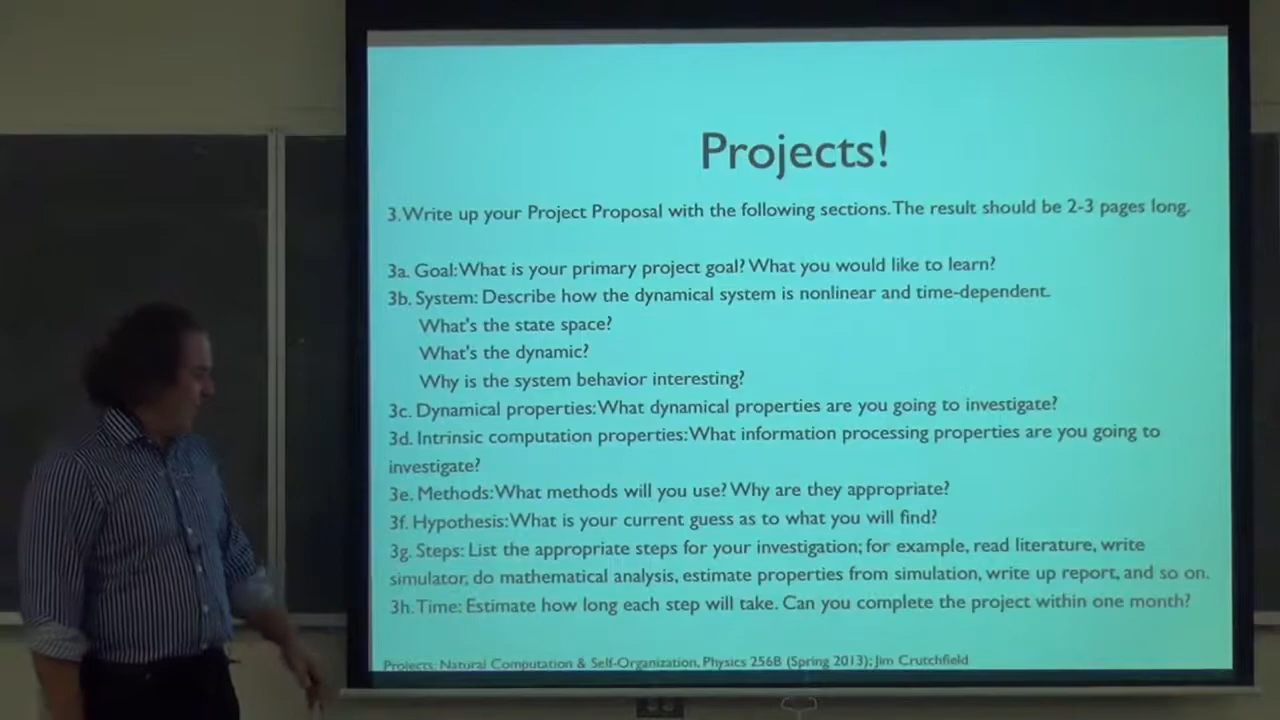 Projects!
3. Write up your Project Proposal with the following sections. The result should be 2-3 pages long.
3a. Goal: What is your primary project goal? What you would like to learn?
3b. System: Describe how the dynamical system is nonlinear and time-dependent.
What's the state space?
What's the dynamic?
Why is the system behavior interesting?
3c. Dynamical properties: What dynamical properties are you going to investigate?
3d. Intrinsic computation properties: What information processing properties are you going to
investigate?
3e. Methods: What methods will you use? Why are they appropriate?
3f. Hypothesis: What is your current guess as to what you will find?
3g. Steps: List the appropriate steps for your investigation; for example, read literature, write
simulator, do mathematical analysis, estimate properties from simulation, write up report, and so on.
3h. Time: Estimate how long each step will take. Can you complete the project within one month?
Projects: Natural Computation & Self-Organization, Physics 256B (Spring 2013); Jim Crutchfield